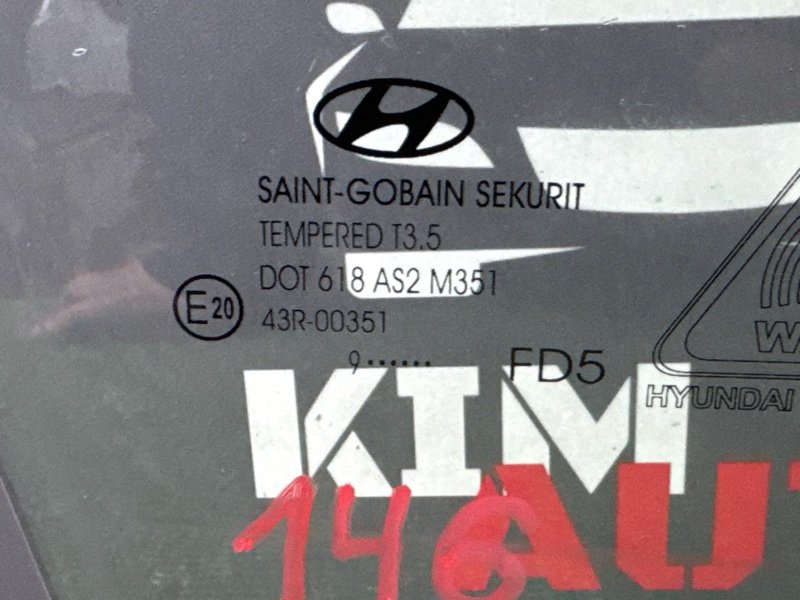 SAINT-GOBAIN SEKURIT
TEMPERED T3.5
DOT 618 AS2 M351
E20
43R-00351
9······
FD5
W
HYUNDAI
KIM
AU
146